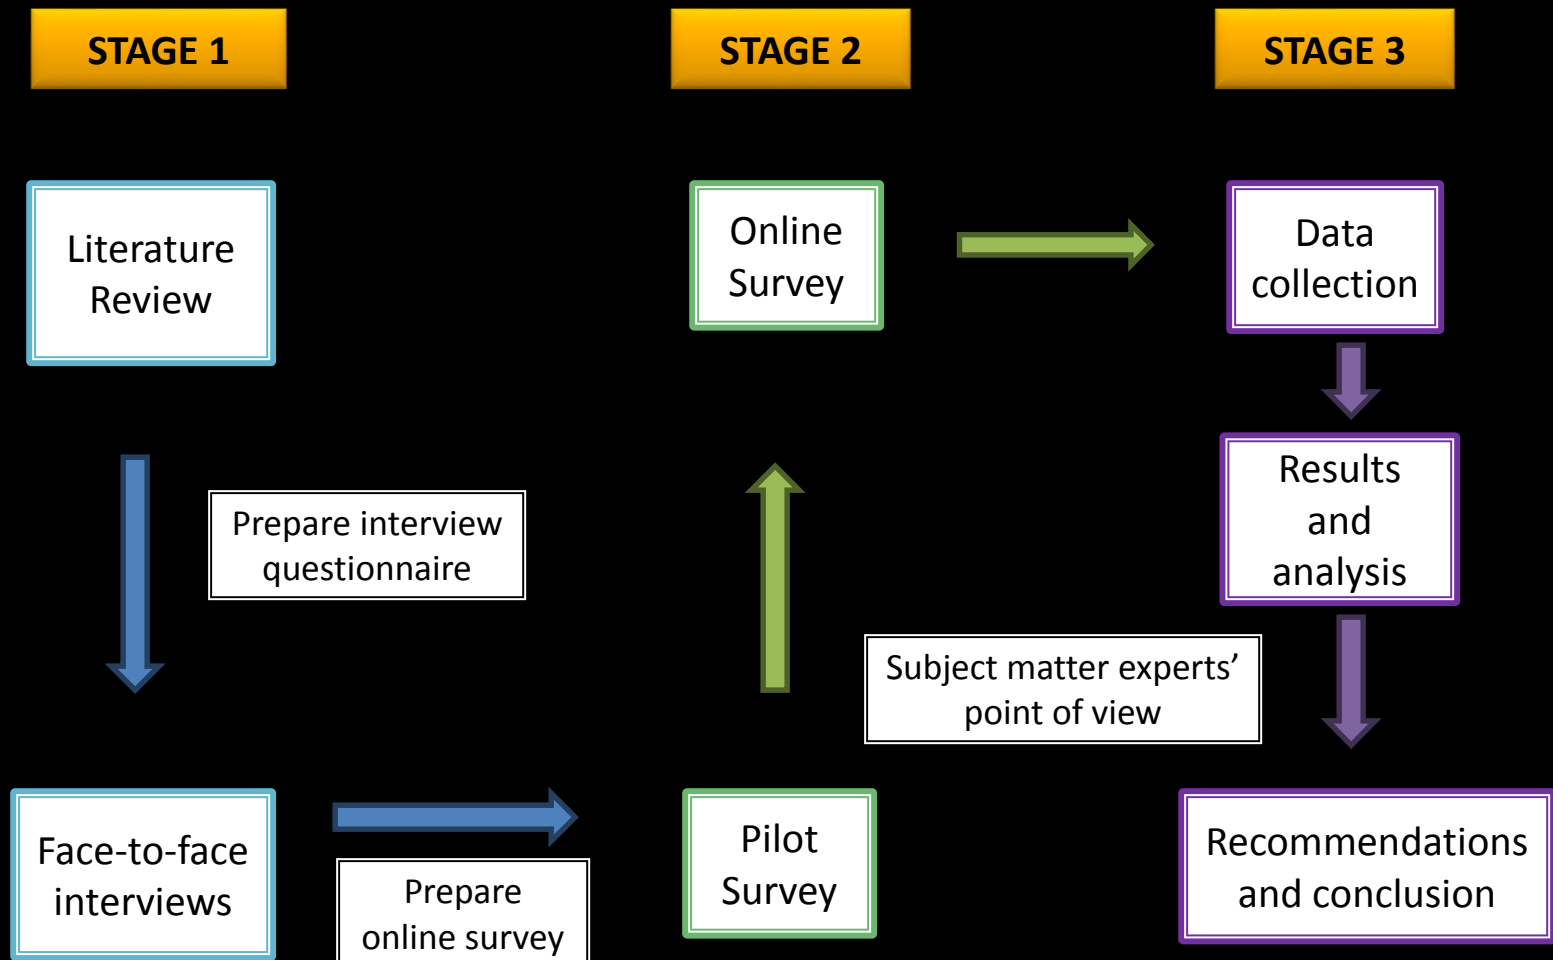 STAGE 1
STAGE 2
STAGE 3
Literature
Review
Online
Survey
Data
collection
Prepare interview
questionnaire
Results
and
analysis
Subject matter experts’
point of view
Face-to-face
interviews
Prepare
online survey
Pilot
Survey
Recommendations
and conclusion